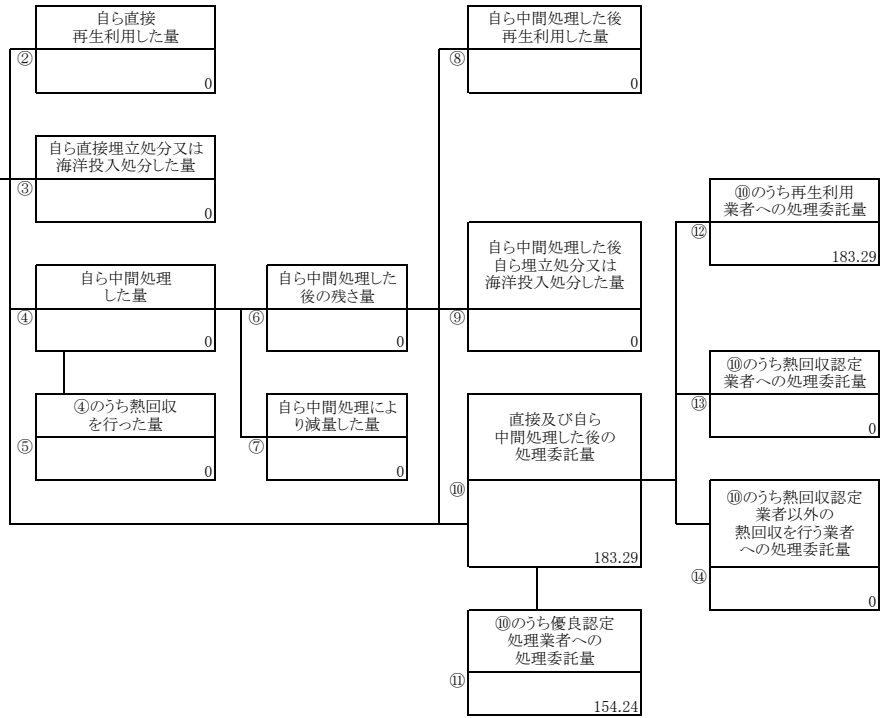 自ら直接
再生利用した量
②
0
自ら直接埋立処分又は
海洋投入処分した量
③
0
自ら中間処理
した量
④
0
④のうち熱回収
を行った量
⑤
0
自ら中間処理した
後の残さ量
⑥
0
自ら中間処理によ
り減量した量
⑦
0
自ら中間処理した後
再生利用した量
⑧
0
自ら中間処理した後
自ら埋立処分又は
海洋投入処分した量
⑨
0
直接及び自ら
中間処理した後の
処理委託量
⑩
183.29
⑩のうち優良認定
処理業者への
処理委託量
⑪
154.24
⑩のうち再生利用
業者への処理委託量
⑫
183.29
⑩のうち熱回収認定
業者への処理委託量
⑬
0
⑩のうち熱回収認定
業者以外の
熱回収を行う業者
への処理委託量
⑭
0